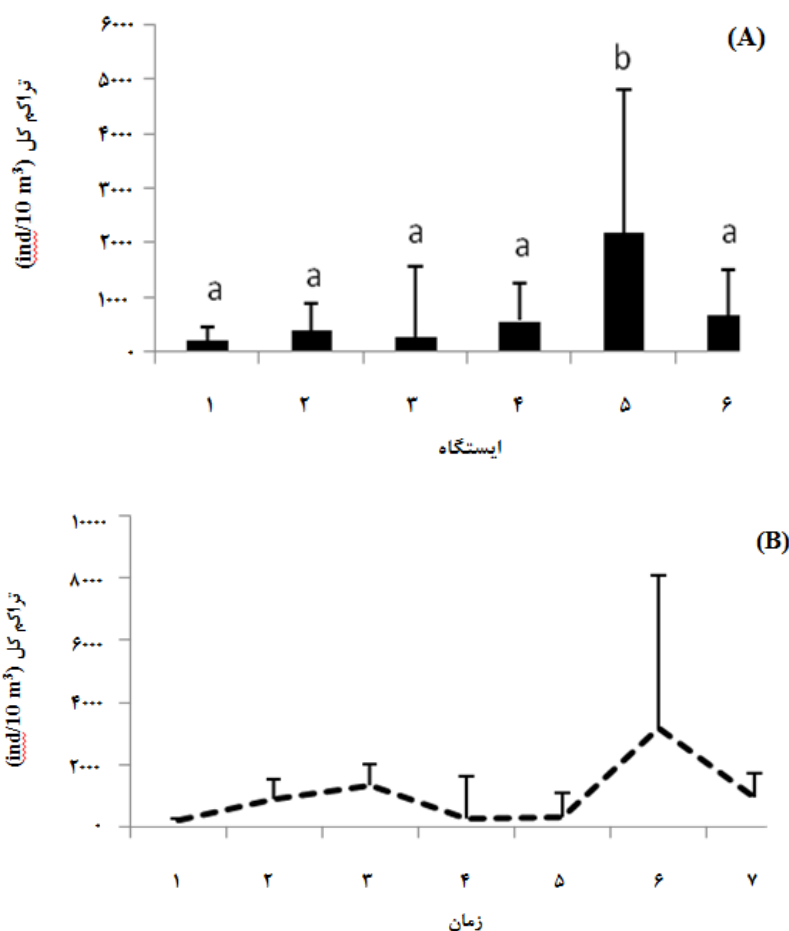 (A)
تراکم کل (ind/10 m³)
۶۰۰۰
۵۰۰۰
۴۰۰۰
۳۰۰۰
۲۰۰۰
۱۰۰۰
۰
a a a a b a
۱ ۲ ۳ ۴ ۵ ۶
ایستگاه
(B)
تراکم کل (ind/10 m³)
۱۰۰۰۰
۸۰۰۰
۶۰۰۰
۴۰۰۰
۲۰۰۰
۰
۱ ۲ ۳ ۴ ۵ ۶ ۷
زمان